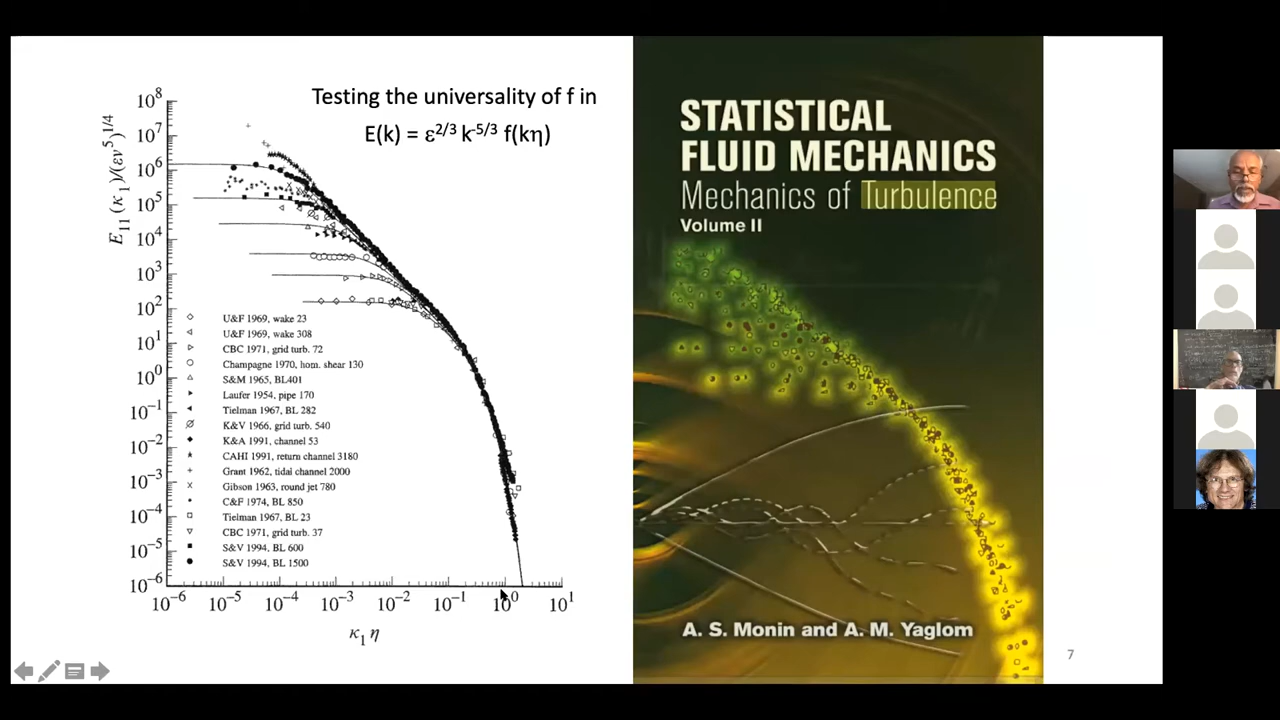 Testing the universality of f in
E(k) = ε2/3 k-5/3 f(kη)
E11 (κ1)/(εν5)1/4
108
107
106
105
104
103
102
101
100
10-1
10-2
10-3
10-4
10-5
10-6
U&F 1969, wake 23
U&F 1969, wake 308
CBC 1971, grid turb. 72
Champagne 1970, hom. shear 130
S&M 1965, BL401
Laufer 1954, pipe 170
Tielman 1967, BL 282
K&V 1966, grid turb. 540
K&A 1991, channel 53
CAHI 1991, return channel 3180
Grant 1962, tidal channel 2000
Gibson 1963, round jet 780
C&F 1974, BL 850
Tielman 1967, BL 23
CBC 1971, grid turb. 37
S&V 1994, BL 600
S&V 1994, BL 1500
10-6 10-5 10-4 10-3 10-2 10-1 100 101
κ1 η
STATISTICAL
FLUID MECHANICS
Mechanics of Turbulence
Volume II
A. S. Monin and A. M. Yaglom
7